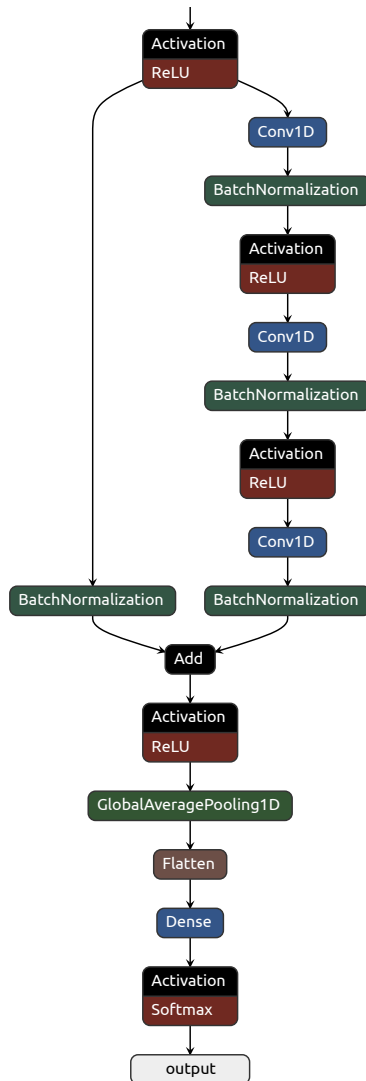 Activation
ReLU
Conv1D
BatchNormalization
Activation
ReLU
Conv1D
BatchNormalization
Activation
ReLU
Conv1D
BatchNormalization
BatchNormalization
Add
Activation
ReLU
GlobalAveragePooling1D
Flatten
Dense
Activation
Softmax
output